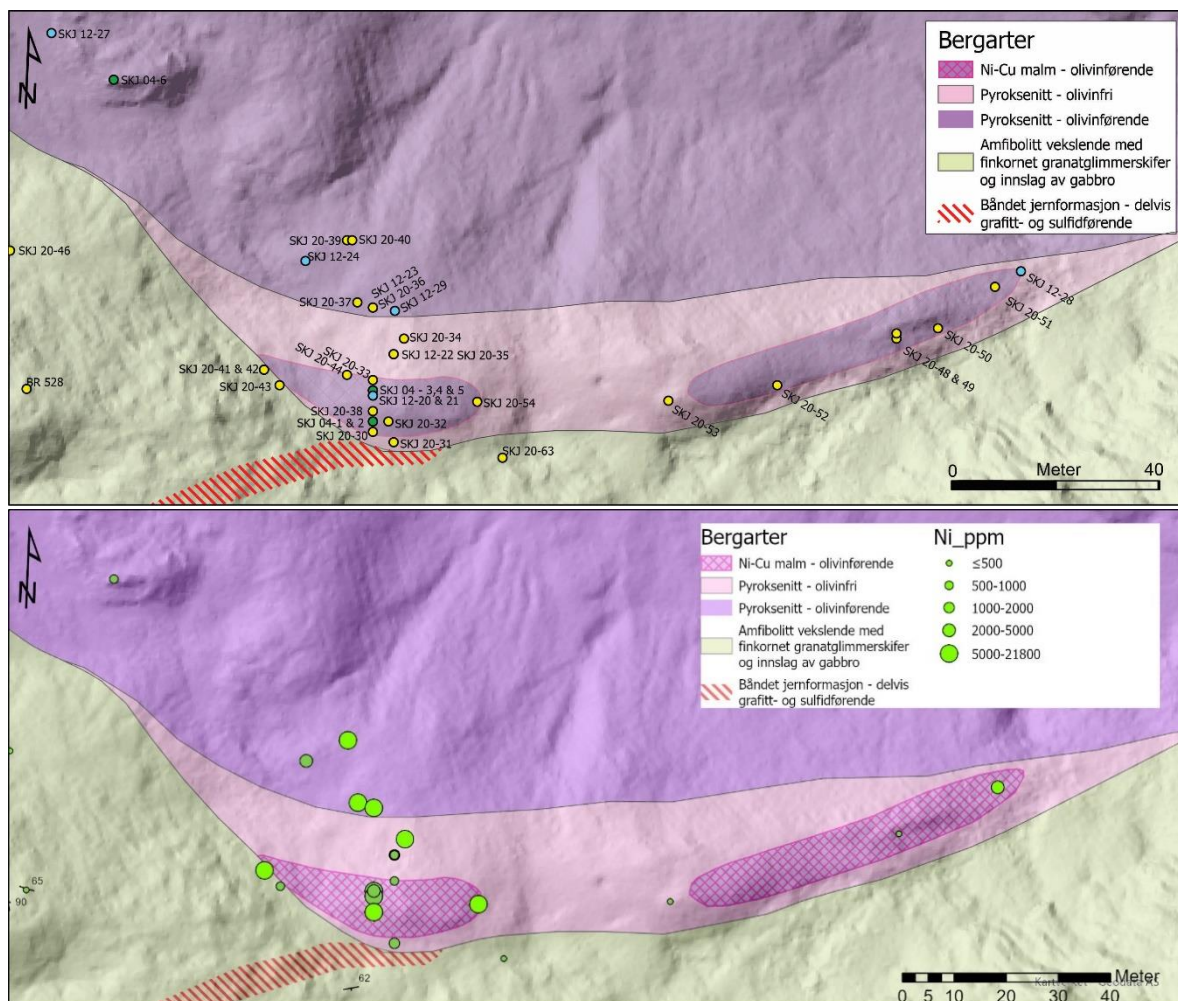 SKJ 12-27
SKJ 04-6
N
Bergarter
Ni-Cu malm - olivinførende
Pyroksenitt - olivinfri
Pyroksenitt - olivinførende
Amfibolitt vekslende med
finkornet granatglimmerskifer
og innslag av gabbro
Båndet jernformasjon - delvis
grafitt- og sulfidførende
SKJ 20-46
SKJ 20-39
SKJ 20-40
SKJ 12-24
SKJ 12-23
SKJ 20-37
SKJ 20-36
SKJ 12-29
SKJ 12-28
SKJ 20-51
SKJ 20-34
SKJ 20-50
SKJ 12-22 SKJ 20-35
SKJ 20-48 & 49
SKJ 20-33
SKJ 20-44
SKJ 20-41 & 42
SKJ 20-43
BR 528
SKJ 04 - 3,4 & 5
SKJ 12-20 & 21
SKJ 20-54
SKJ 20-52
SKJ 20-53
SKJ 20-38
SKJ 04-1 & 2
SKJ 20-32
SKJ 20-30
SKJ 20-31
SKJ 20-63
0 Meter 40
N
Bergarter
Ni-Cu malm - olivinførende
Pyroksenitt - olivinfri
Pyroksenitt - olivinførende
Amfibolitt vekslende med
finkornet granatglimmerskifer
og innslag av gabbro
Båndet jernformasjon - delvis
grafitt- og sulfidførende
Ni_ppm
≤500
500-1000
1000-2000
2000-5000
5000-21800
65
90
62
Meter
0 5 10 20 30 40
Geodata AS